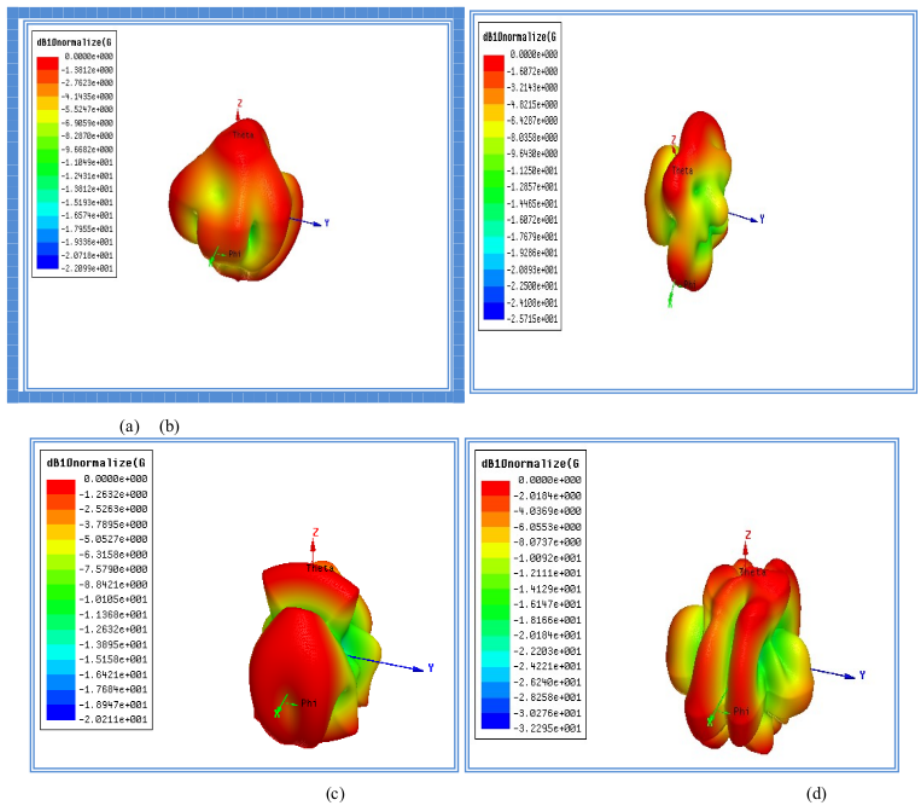 dB10normalize(G
0.0000e+000
-1.3812e+000
-2.7623e+000
-4.1435e+000
-5.5247e+000
-6.9059e+000
-8.2870e+000
-9.6682e+000
-1.1049e+001
-1.2431e+001
-1.3812e+001
-1.5193e+001
-1.6574e+001
-1.7955e+001
-1.9336e+001
-2.0718e+001
-2.2099e+001
Z
Theta
Y
X
Phi
dB10normalize(G
0.0000e+000
-1.6072e+000
-3.2143e+000
-4.8215e+000
-6.4287e+000
-8.0358e+000
-9.6430e+000
-1.1250e+001
-1.2857e+001
-1.4465e+001
-1.6072e+001
-1.7679e+001
-1.9286e+001
-2.0893e+001
-2.2500e+001
-2.4108e+001
-2.5715e+001
Z
Theta
Y
X
(a) (b)
dB10normalize(G
0.0000e+000
-1.2632e+000
-2.5263e+000
-3.7895e+000
-5.0527e+000
-6.3158e+000
-7.5790e+000
-8.8421e+000
-1.0105e+001
-1.1368e+001
-1.2632e+001
-1.3895e+001
-1.5158e+001
-1.6421e+001
-1.7684e+001
-1.8947e+001
-2.0211e+001
Z
Theta
Y
X
Phi
dB10normalize(G
0.0000e+000
-2.0184e+000
-4.0369e+000
-6.0553e+000
-8.0737e+000
-1.0092e+001
-1.2111e+001
-1.4129e+001
-1.6147e+001
-1.8166e+001
-2.0184e+001
-2.2203e+001
-2.4221e+001
-2.6240e+001
-2.8258e+001
-3.0276e+001
-3.2295e+001
Z
Theta
Y
X
Phi
(c)
(d)